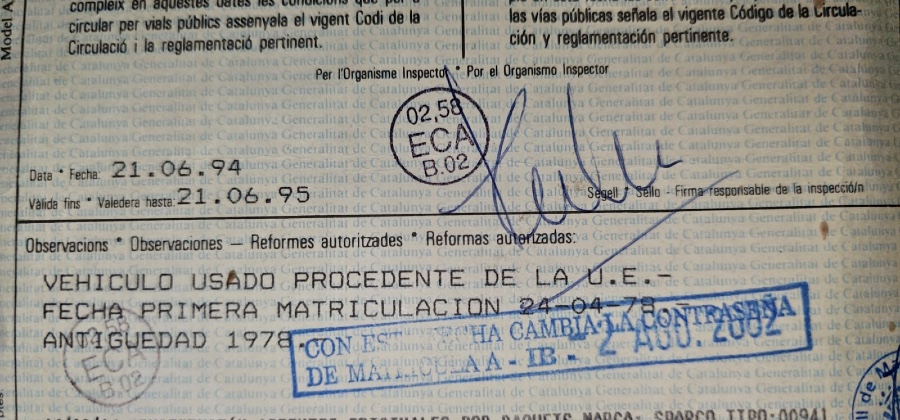 compleix en aquestes dates les condicions que per a
circular per vials públics assenyala el vigent Codi de la
Circulació i la reglamentació pertinent.
las vías públicas señala el vigente Código de la Circula-
ción y reglamentación pertinente.
Model A
Per l'Organisme Inspector * Por el Organismo Inspector
02,58
ECA
B.02
Data * Fecha: 21.06.94
Vàlida fins * Valedera hasta: 21.06.95
Segell * Sello - Firma responsable de la inspecció/n
Observacions * Observaciones — Reformes autoritzades * Reformas autorizadas:
VEHICULO USADO PROCEDENTE DE LA U.E.-
FECHA PRIMERA MATRICULACION 24-04-78 -
ANTIGUEDAD 1978.
02,58
ECA
B.02
CON ESTA FECHA CAMBIA LA CONTRASEÑA
DE MATRICULA A - IB. - 2 AGO. 2002